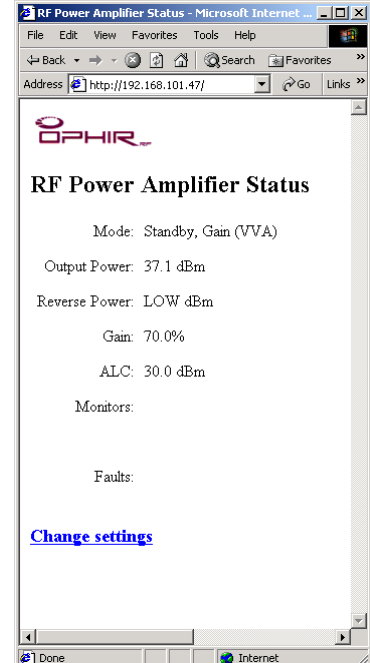 RF Power Amplifier Status - Microsoft Internet ...
File Edit View Favorites Tools Help
Back Search Favorites »
Address http://192.168.101.47/ Go Links »
OPHIR RF
RF Power Amplifier Status
Mode: Standby, Gain (VVA)
Output Power: 37.1 dBm
Reverse Power: LOW dBm
Gain: 70.0%
ALC: 30.0 dBm
Monitors:
Faults:
Change settings
Done Internet